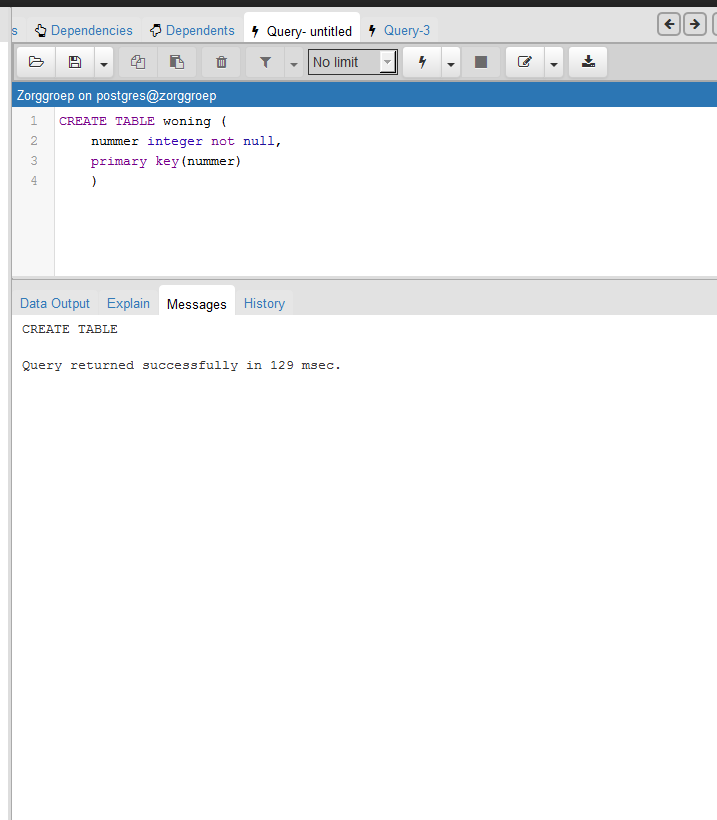 s Dependencies Dependents Query- untitled Query-3
No limit
Zorggroep on postgres@zorggroep
1 CREATE TABLE woning (
2 nummer integer not null,
3 primary key(nummer)
4 )
Data Output Explain Messages History
CREATE TABLE
Query returned successfully in 129 msec.